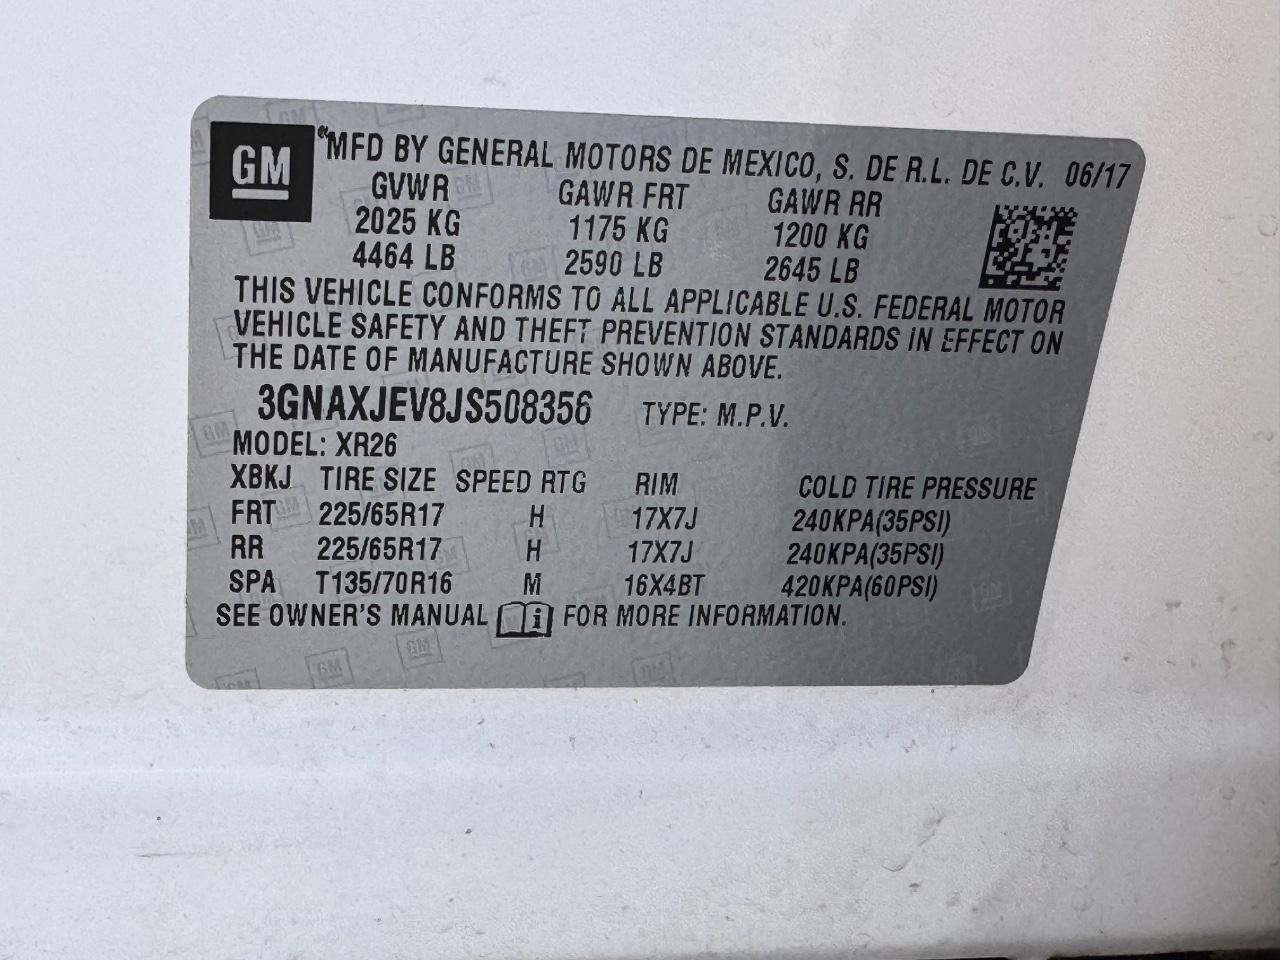 GM MFD BY GENERAL MOTORS DE MEXICO, S. DE R.L. DE C.V. 06/17
GVWR GAWR FRT GAWR RR
2025 KG 1175 KG 1200 KG
4464 LB 2590 LB 2645 LB
THIS VEHICLE CONFORMS TO ALL APPLICABLE U.S. FEDERAL MOTOR
VEHICLE SAFETY AND THEFT PREVENTION STANDARDS IN EFFECT ON
THE DATE OF MANUFACTURE SHOWN ABOVE.
3GNAXJEV8JS508356 TYPE: M.P.V.
MODEL: XR26
XBKJ TIRE SIZE SPEED RTG RIM COLD TIRE PRESSURE
FRT 225/65R17 H 17X7J 240KPA(35PSI)
RR 225/65R17 H 17X7J 240KPA(35PSI)
SPA T135/70R16 M 16X4BT 420KPA(60PSI)
SEE OWNER'S MANUAL i FOR MORE INFORMATION.